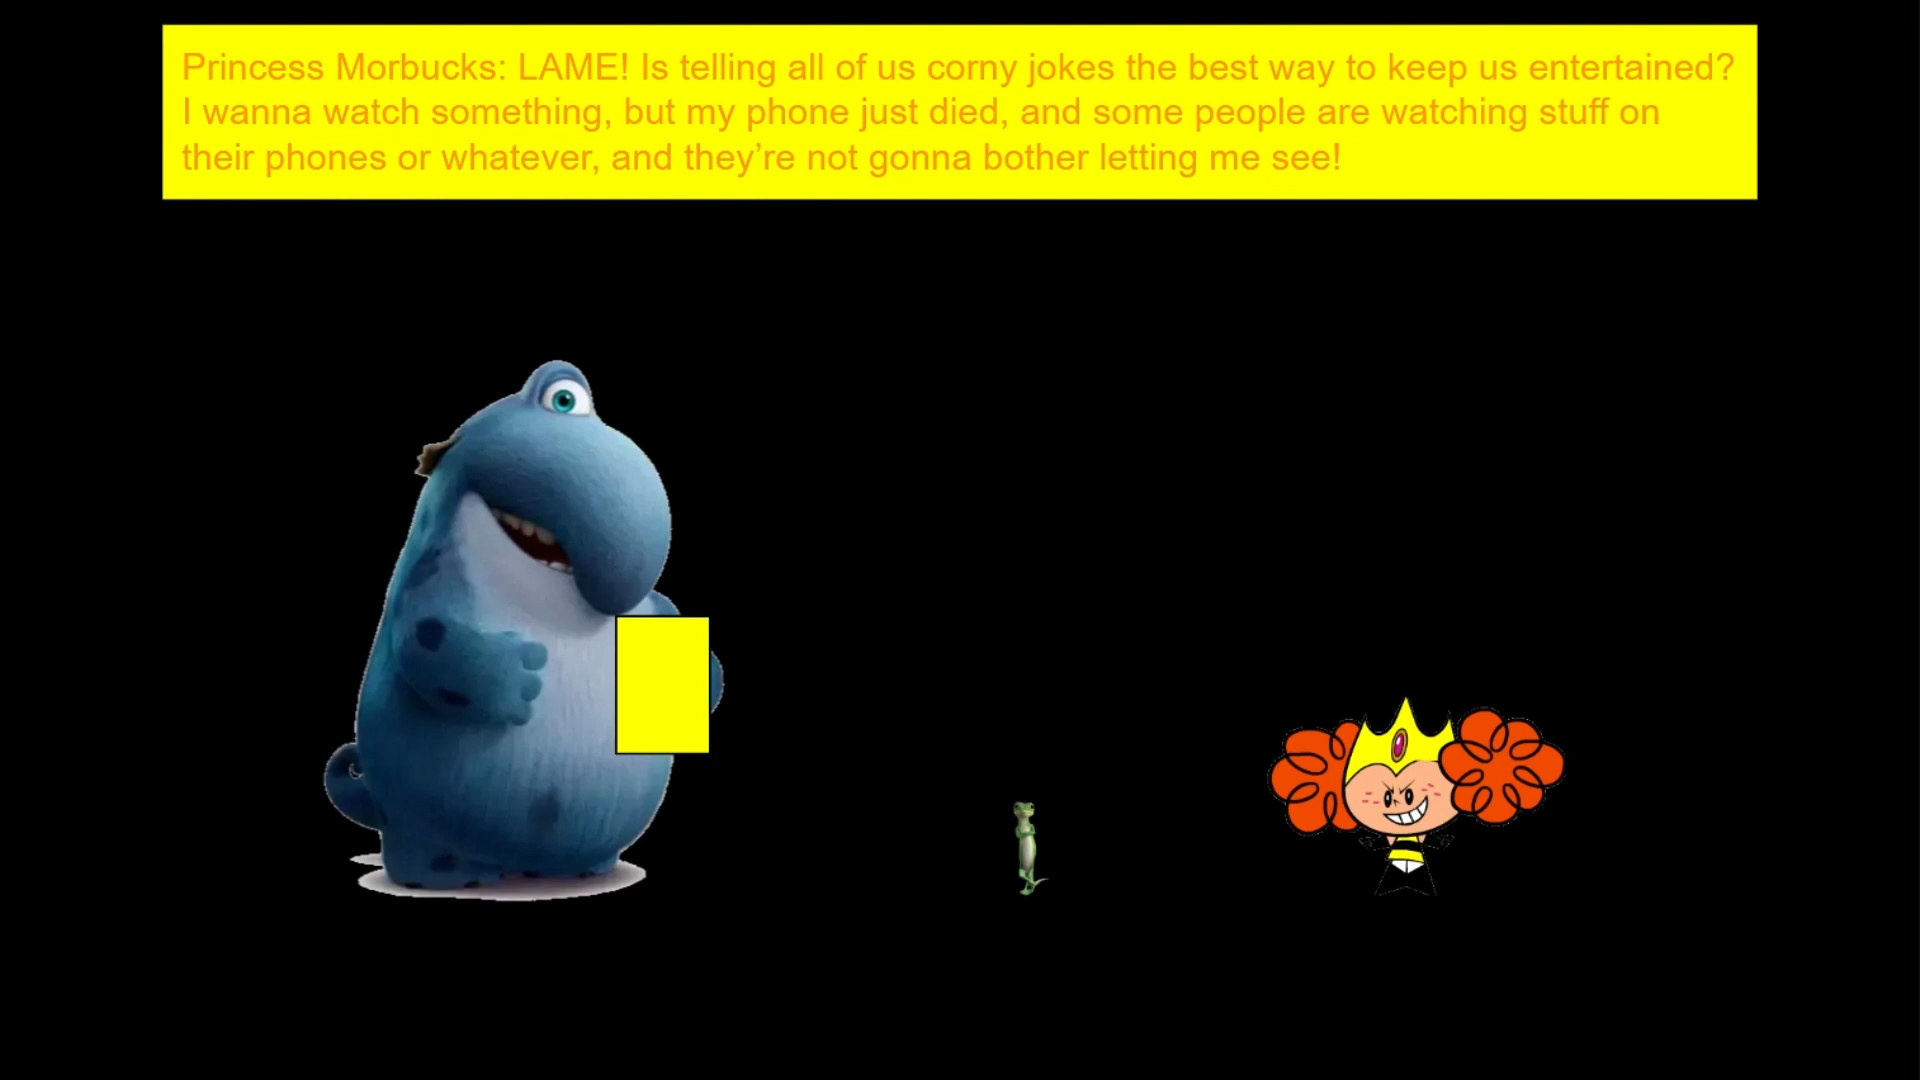 Princess Morbucks: LAME! Is telling all of us corny jokes the best way to keep us entertained?
I wanna watch something, but my phone just died, and some people are watching stuff on
their phones or whatever, and they’re not gonna bother letting me see!